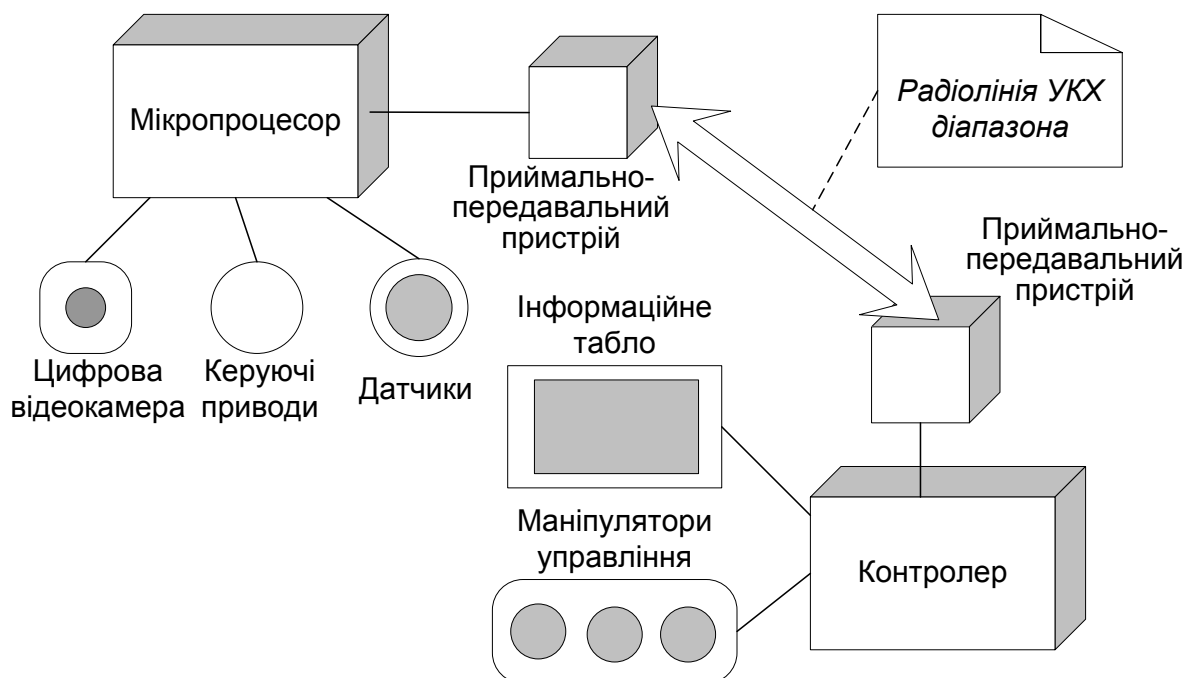 Мікропроцесор
Приймально-
передавальний
пристрій
Радіолінія УКХ
діапазона
Приймально-
передавальний
пристрій
Цифрова
відеокамера
Керуючі
приводи
Датчики
Інформаційне
табло
Маніпулятори
управління
Контролер